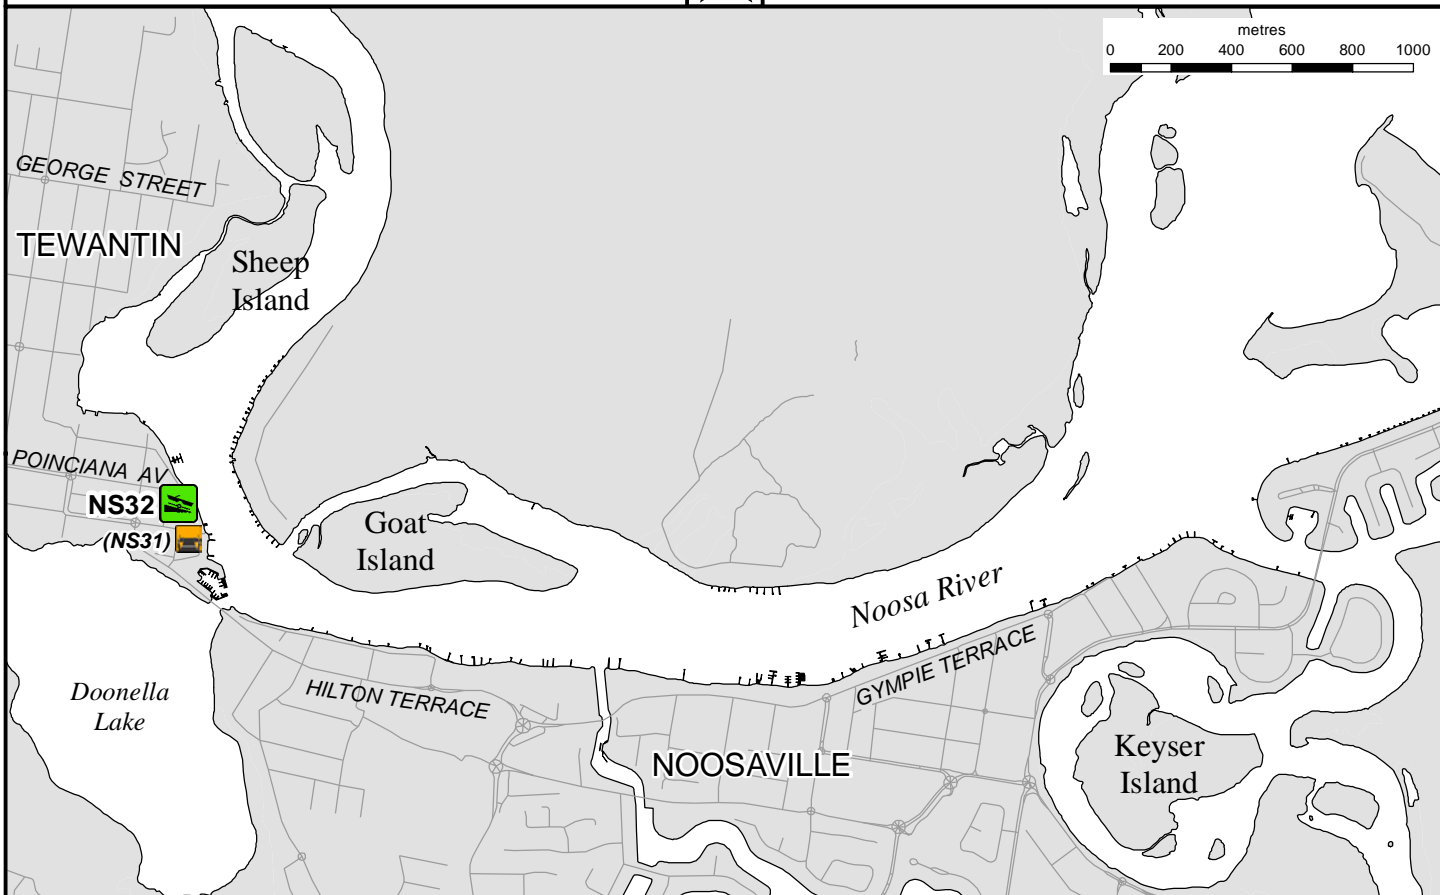 metres
0 200 400 600 800 1000
GEORGE STREET
TEWANTIN
Sheep
Island
POINCIANA AV
NS32
(NS31)
Goat
Island
Noosa River
GYMPIE TERRACE
Doonella
Lake
HILTON TERRACE
NOOSAVILLE
Keyser
Island